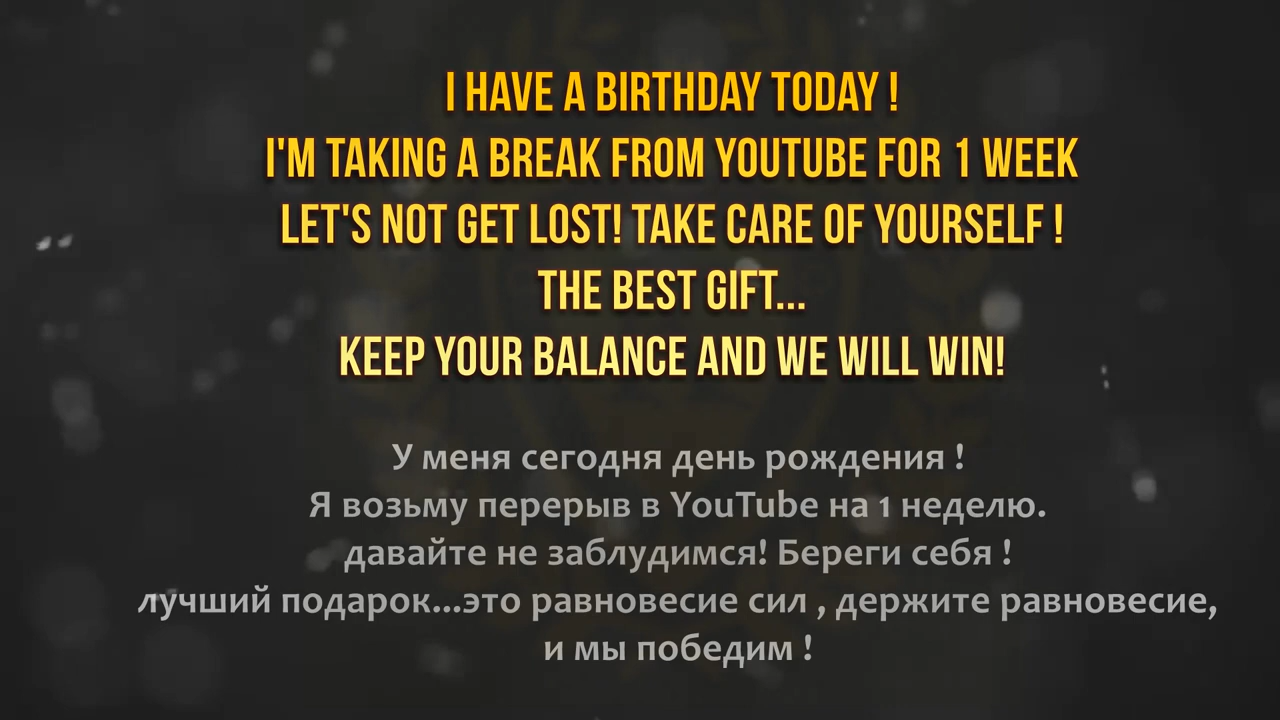 I HAVE A BIRTHDAY TODAY !
I'M TAKING A BREAK FROM YOUTUBE FOR 1 WEEK
LET'S NOT GET LOST! TAKE CARE OF YOURSELF !
THE BEST GIFT...
KEEP YOUR BALANCE AND WE WILL WIN!
У меня сегодня день рождения !
Я возьму перерыв в YouTube на 1 неделю.
давайте не заблудимся! Береги себя !
лучший подарок...это равновесие сил , держите равновесие,
и мы победим !